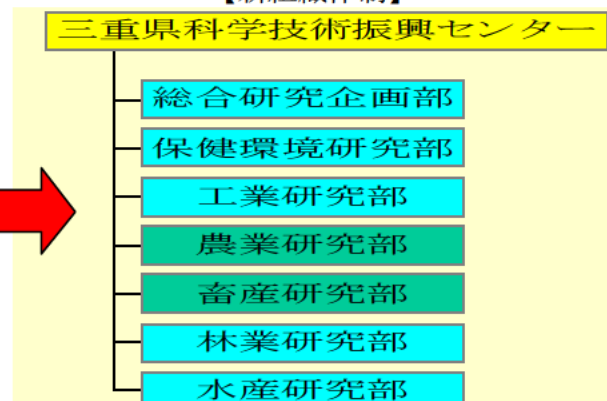 三重県科学技術振興センター
総合研究企画部
保健環境研究部
工業研究部
農業研究部
畜産研究部
林業研究部
水産研究部